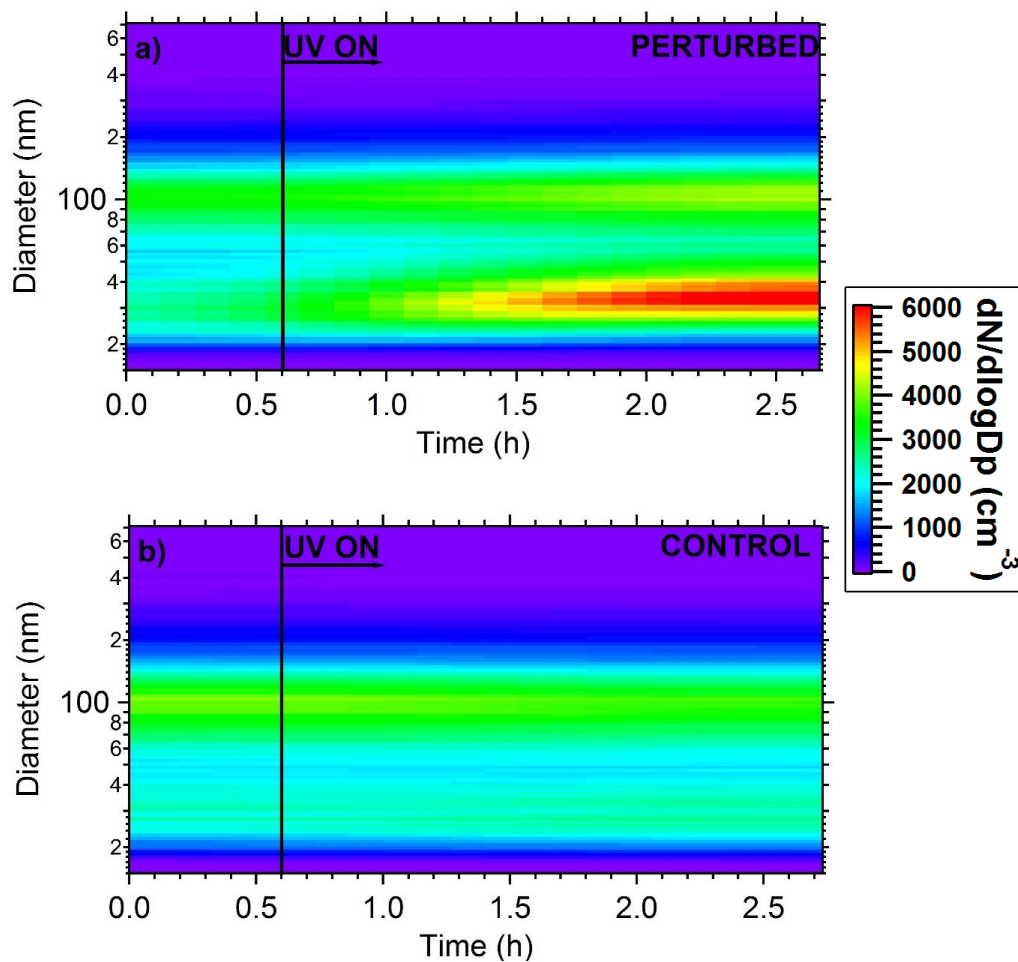 a)
UV ON
PERTURBED
6
4
2
100
8
6
4
2
Diameter (nm)
0.0 0.5 1.0 1.5 2.0 2.5
Time (h)
b)
UV ON
CONTROL
6
4
2
100
8
6
4
2
Diameter (nm)
0.0 0.5 1.0 1.5 2.0 2.5
Time (h)
6000
5000
4000
3000
2000
1000
0
dN/dlogDp (cm⁻³)